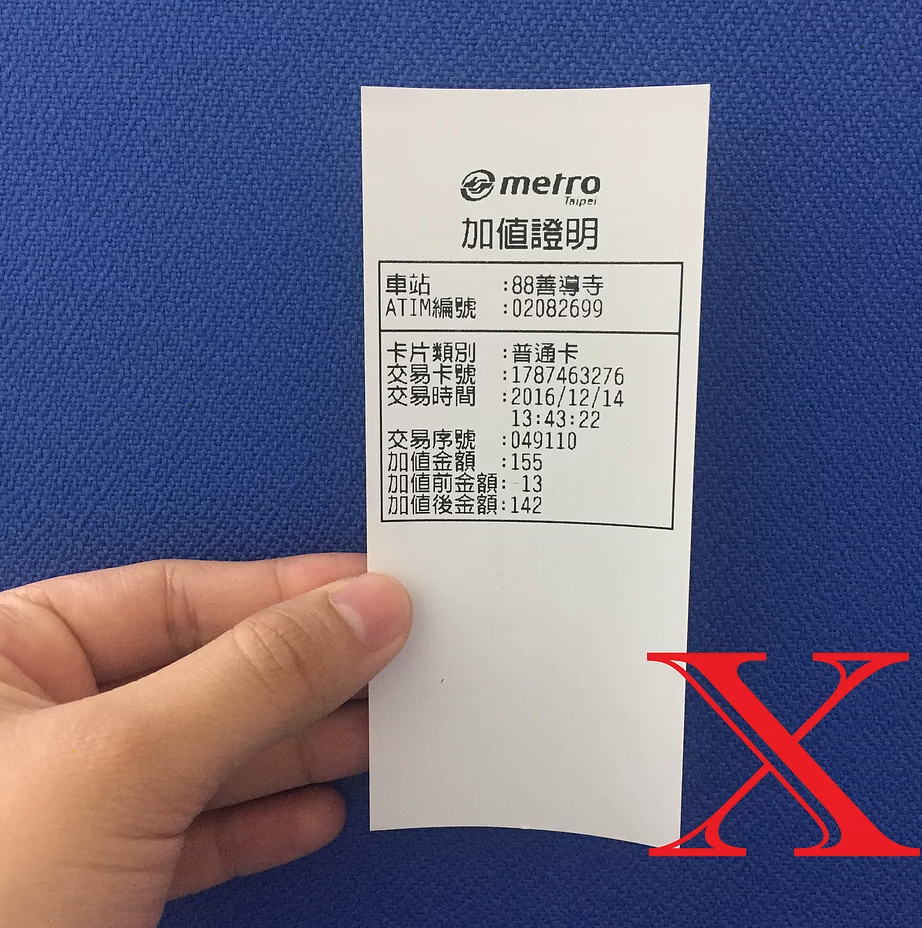 metro
Taipei
加值證明
車站 :88善導寺
ATIM編號 :02082699
卡片類別 :普通卡
交易卡號 :1787463276
交易時間 :2016/12/14
13:43:22
交易序號 :049110
加值金額 :155
加值前金額: -13
加值後金額:142
X